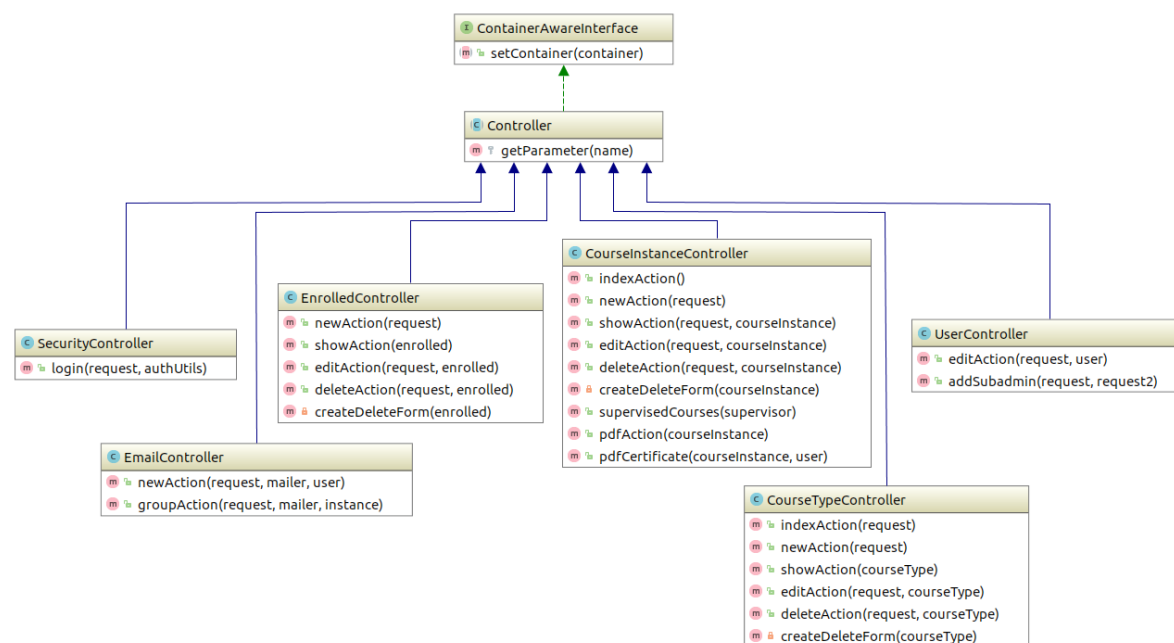 ContainerAwareInterface
setContainer(container)
Controller
getParameter(name)
SecurityController
login(request, authUtils)
EmailController
newAction(request, mailer, user)
groupAction(request, mailer, instance)
EnrolledController
newAction(request)
showAction(enrolled)
editAction(request, enrolled)
deleteAction(request, enrolled)
createDeleteForm(enrolled)
CourseInstanceController
indexAction()
newAction(request)
showAction(request, courseInstance)
editAction(request, courseInstance)
deleteAction(request, courseInstance)
createDeleteForm(courseInstance)
supervisedCourses(supervisor)
pdfAction(courseInstance)
pdfCertificate(courseInstance, user)
CourseTypeController
indexAction(request)
newAction(request)
showAction(courseType)
editAction(request, courseType)
deleteAction(request, courseType)
createDeleteForm(courseType)
UserController
editAction(request, user)
addSubadmin(request, request2)